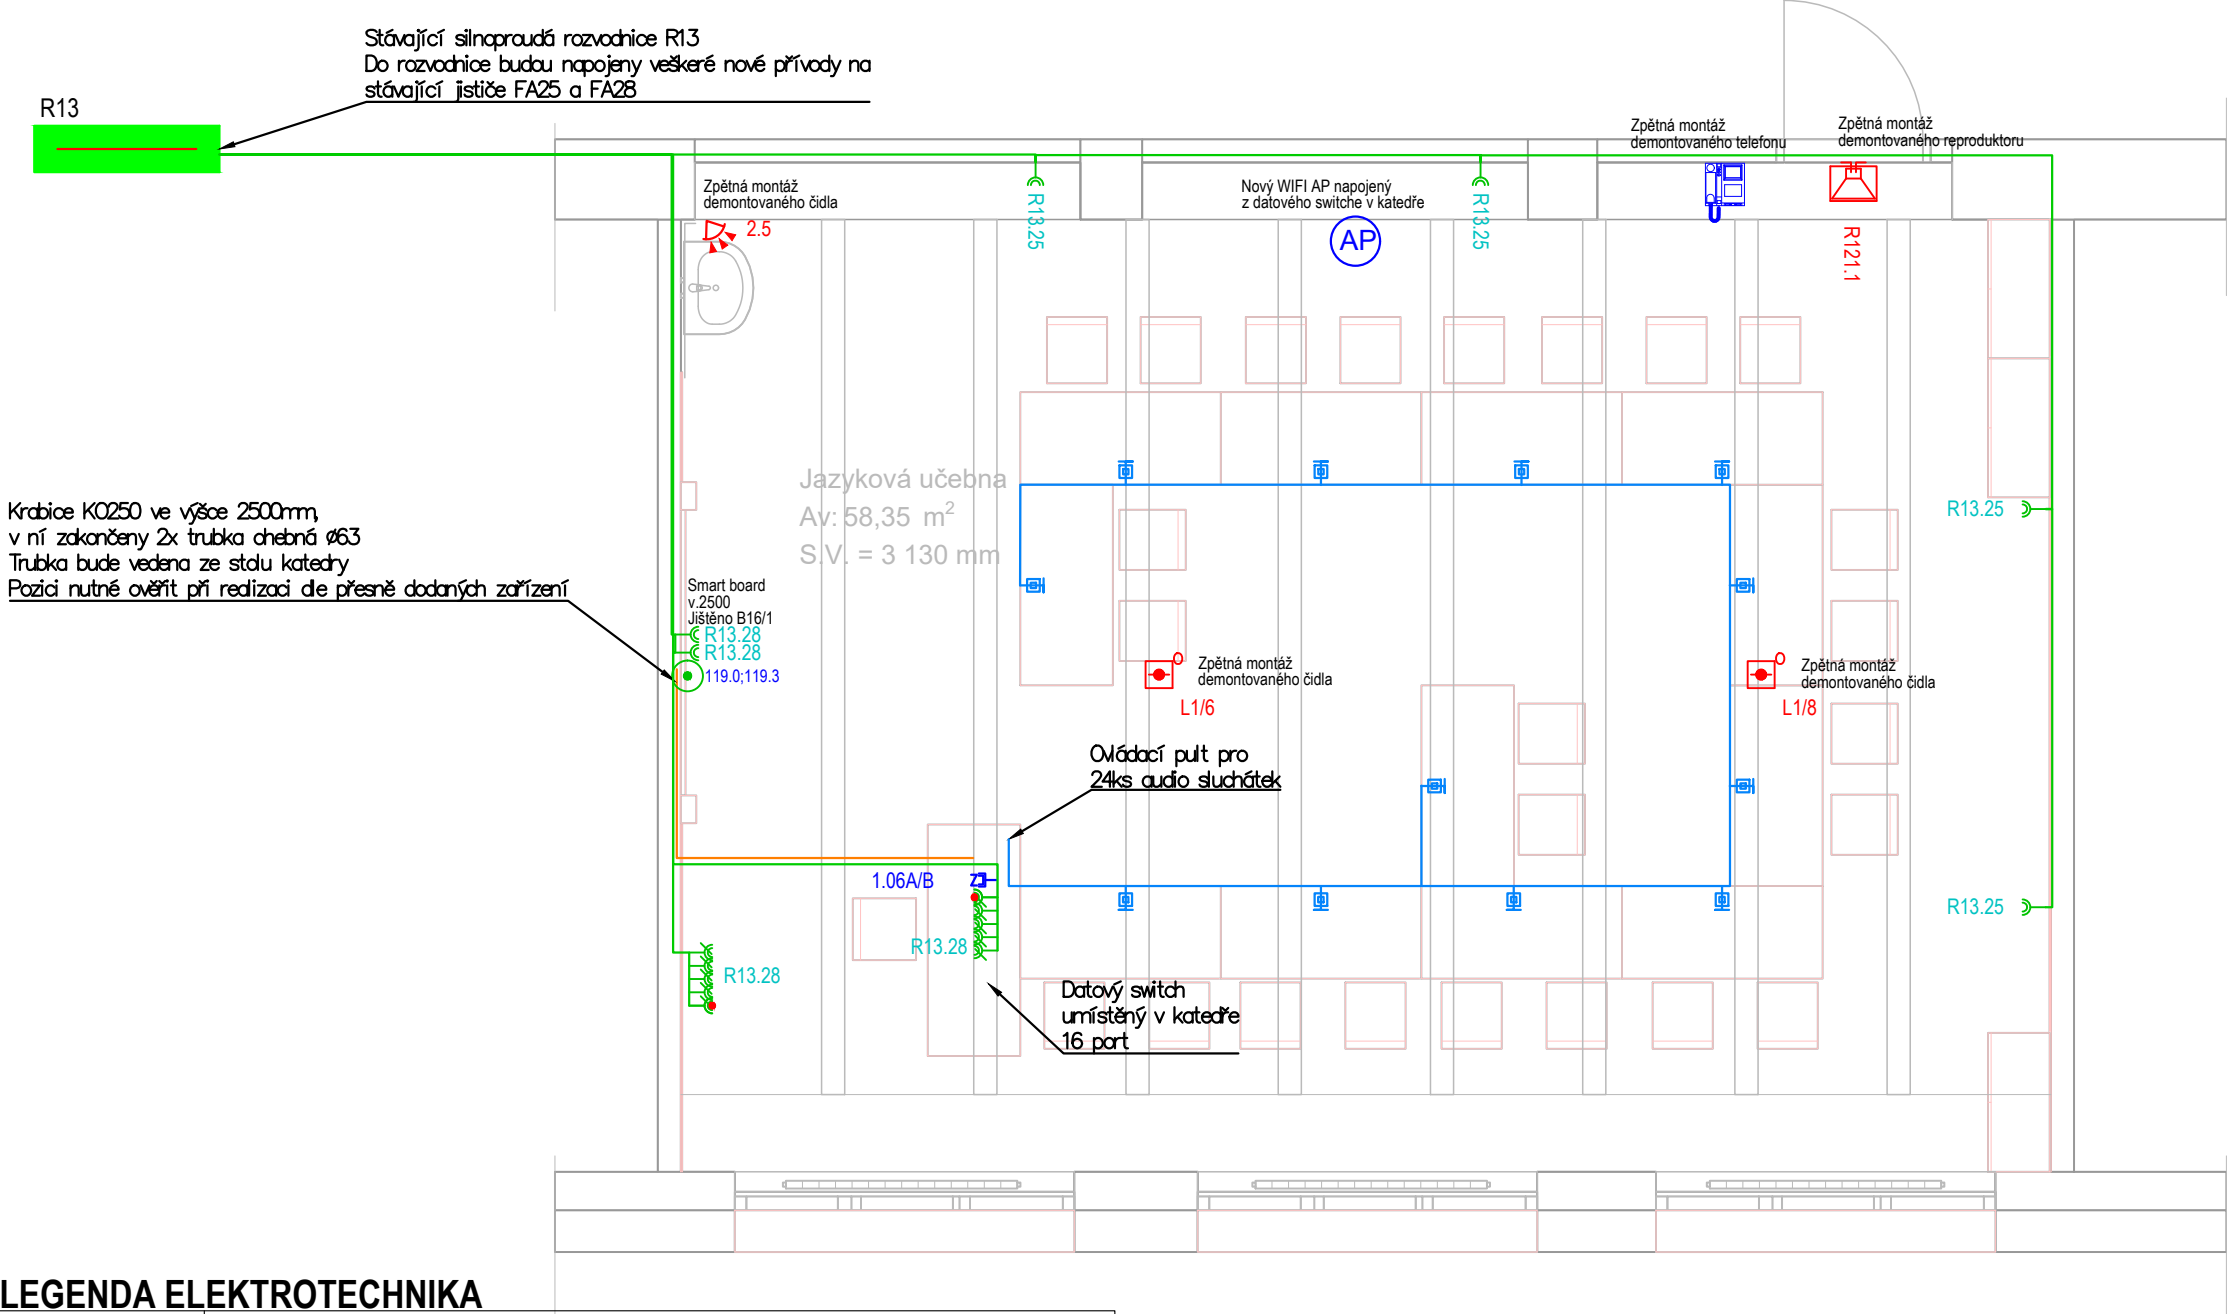 Stávající silnoproudá rozvodnice R13
Do rozvodnice budou napojeny veškeré nové přívody na
stávající jističe FA25 a FA28
R13
Zpětná montáž
demontovaného telefonu
Zpětná montáž
demontovaného reproduktoru
Zpětná montáž
demontovaného čidla
2.5
R13.25
Nový WIFI AP napojený
z datového switche v katedře
AP
R13.25
R121.1
Jazyková učebna
Av: 58,35 m²
S.V. = 3 130 mm
Krabice KO250 ve výšce 2500mm,
v ní zakončeny 2x trubka ohebná ø63
Trubka bude vedena ze stolu katedry
Pozici nutné ověřit při realizaci dle přesně dodaných zařízení
R13.25
Smart board
v.2500
Jištěno B16/1
R13.28
R13.28
119.0;119.3
Zpětná montáž
demontovaného čidla
L1/6
Zpětná montáž
demontovaného čidla
L1/8
Ovládací pult pro
24ks audio sluchátek
1.06A/B
R13.28
R13.25
R13.28
Datový switch
umístěný v katedře
16 port
LEGENDA ELEKTROTECHNIKA